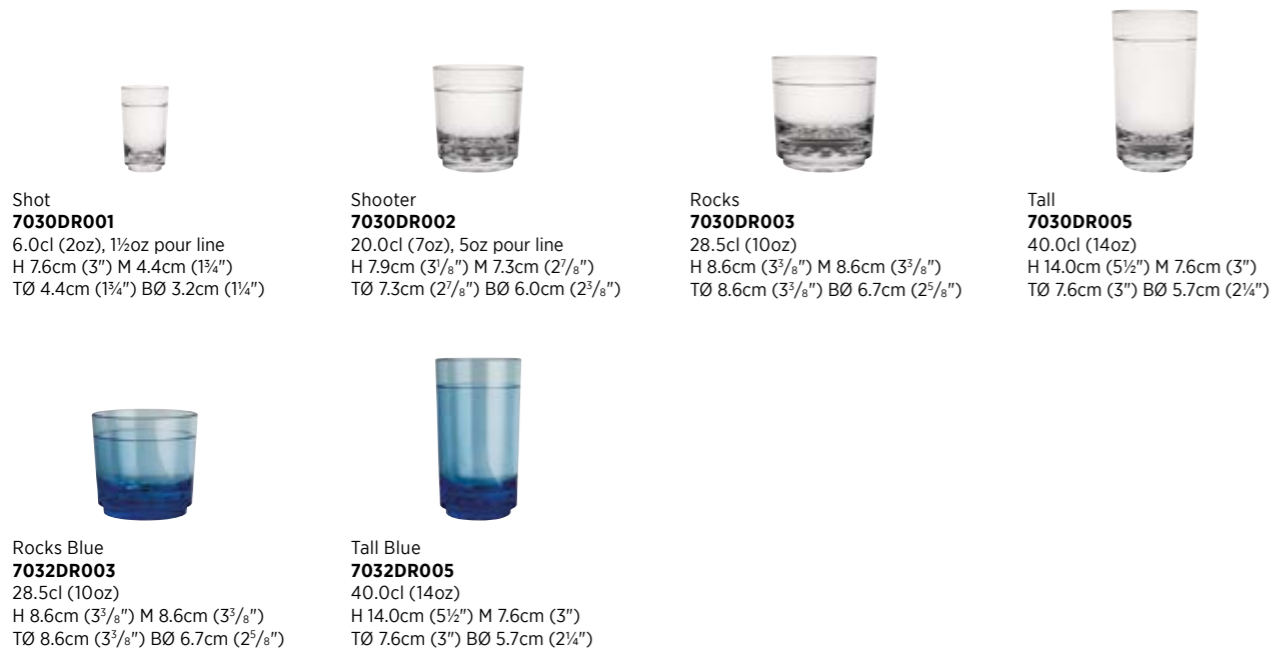 Shot
7030DR001
6.0cl (2oz), 1½oz pour line
H 7.6cm (3") M 4.4cm (1¾")
TØ 4.4cm (1¾") BØ 3.2cm (1¼")
Shooter
7030DR002
20.0cl (7oz), 5oz pour line
H 7.9cm (3¹/₈") M 7.3cm (2⁷/₈")
TØ 7.3cm (2⁷/₈") BØ 6.0cm (2³/₈")
Rocks
7030DR003
28.5cl (10oz)
H 8.6cm (3³/₈") M 8.6cm (3³/₈")
TØ 8.6cm (3³/₈") BØ 6.7cm (2⁵/₈")
Tall
7030DR005
40.0cl (14oz)
H 14.0cm (5½") M 7.6cm (3")
TØ 7.6cm (3") BØ 5.7cm (2¼")
Rocks Blue
7032DR003
28.5cl (10oz)
H 8.6cm (3³/₈") M 8.6cm (3³/₈")
TØ 8.6cm (3³/₈") BØ 6.7cm (2⁵/₈")
Tall Blue
7032DR005
40.0cl (14oz)
H 14.0cm (5½") M 7.6cm (3")
TØ 7.6cm (3") BØ 5.7cm (2¼")